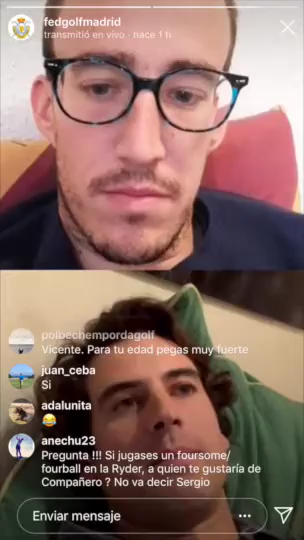 fedgolfmadrid
transmitió en vivo · hace 1 h
polbechempordagolf
Vicente. Para tu edad pegas muy fuerte
juan_ceba
Si
adalunita
😂
anechu23
Pregunta !!! Si jugases un foursome/
fourball en la Ryder, a quien te gustaría de
Compañero ? No va decir Sergio
Enviar mensaje